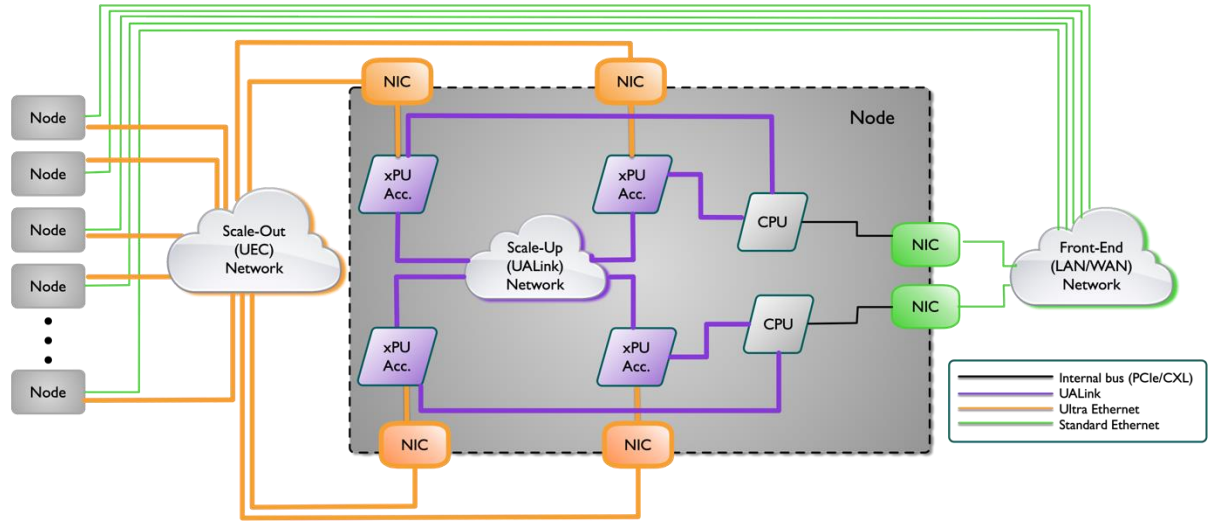 NIC
NIC
Node
Node
Node
Node
Node
Node
xPU
Acc.
xPU
Acc.
CPU
Scale-Out
(UEC)
Network
Scale-Up
(UALink)
Network
NIC
Front-End
(LAN/WAN)
Network
NIC
CPU
xPU
Acc.
xPU
Acc.
NIC
NIC
Internal bus (PCIe/CXL)
UALink
Ultra Ethernet
Standard Ethernet